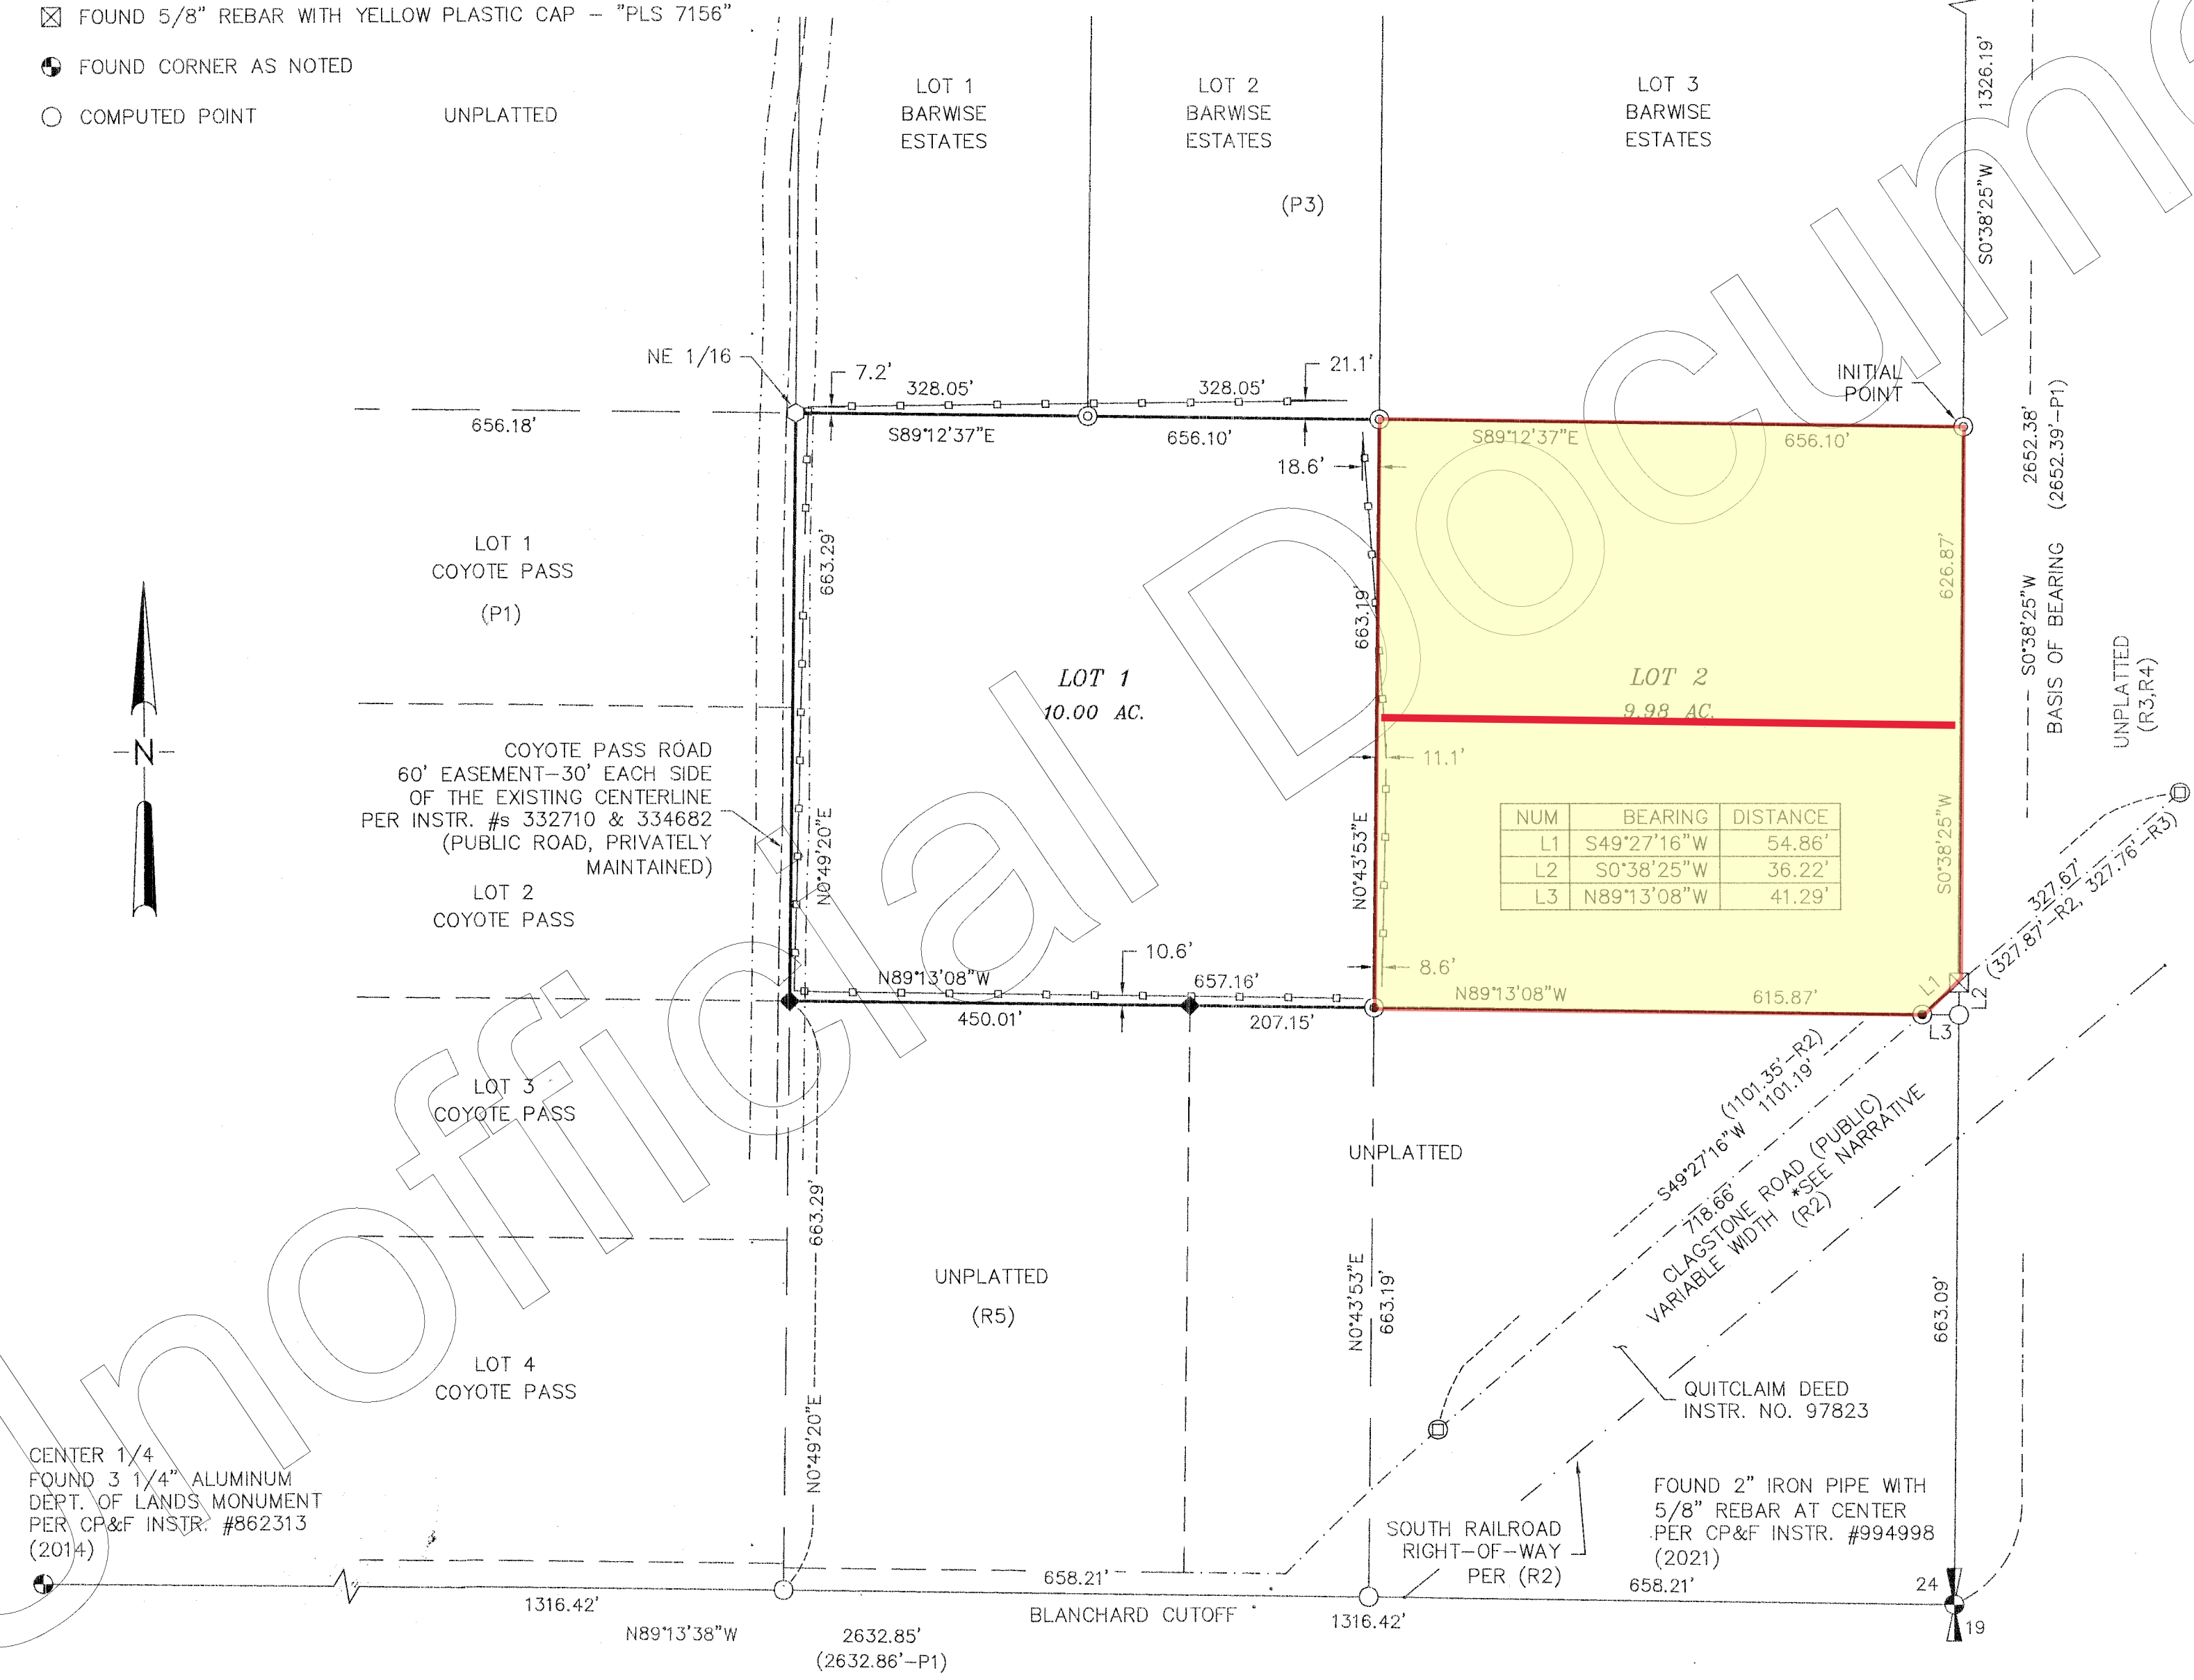 FOUND 5/8" REBAR WITH YELLOW PLASTIC CAP – "PLS 7156"
FOUND CORNER AS NOTED
COMPUTED POINT
UNPLATTED
LOT 1
BARWISE
ESTATES
LOT 2
BARWISE
ESTATES
(P3)
LOT 3
BARWISE
ESTATES
1326.19'
S0°38'25"W
NE 1/16
7.2'
328.05'
328.05'
21.1'
INITIAL
POINT
656.18'
S89°12'37"E
656.10'
18.6'
S89°12'37"E
656.10'
2652.38'
(2652.39'–P1)
S0°38'25"W
BASIS OF BEARING
UNPLATTED
(R3,R4)
LOT 1
COYOTE PASS
(P1)
663.29'
N0°49'20"E
LOT 1
10.00 AC.
663.19'
N0°43'53"E
LOT 2
9.98 AC.
626.87'
S0°38'25"W
–N–
COYOTE PASS ROAD
60' EASEMENT–30' EACH SIDE
OF THE EXISTING CENTERLINE
PER INSTR. #s 332710 & 334682
(PUBLIC ROAD, PRIVATELY
MAINTAINED)
11.1'
NUM BEARING DISTANCE
L1 S49°27'16"W 54.86'
L2 S0°38'25"W 36.22'
L3 N89°13'08"W 41.29'
LOT 2
COYOTE PASS
327.67'
(327.87'–R2, 327.76'–R3)
N89°13'08"W
10.6'
657.16'
8.6'
450.01'
207.15'
N89°13'08"W
615.87'
L1
L2
L3
LOT 3
COYOTE PASS
UNPLATTED
(1101.35'–R2)
S49°27'16"W 1101.19'
718.66'
CLAGSTONE ROAD (PUBLIC)
VARIABLE WIDTH *SEE NARRATIVE
(R2)
663.29'
N0°49'20"E
UNPLATTED
(R5)
N0°43'53"E
663.19'
663.09'
LOT 4
COYOTE PASS
QUITCLAIM DEED
INSTR. NO. 97823
CENTER 1/4
FOUND 3 1/4" ALUMINUM
DEPT. OF LANDS MONUMENT
PER CP&F INSTR. #862313
(2014)
SOUTH RAILROAD
RIGHT–OF–WAY
PER (R2)
FOUND 2" IRON PIPE WITH
5/8" REBAR AT CENTER
PER CP&F INSTR. #994998
(2021)
658.21'
658.21'
24
19
1316.42'
BLANCHARD CUTOFF
1316.42'
N89°13'38"W
2632.85'
(2632.86'–P1)
Unofficial Docume